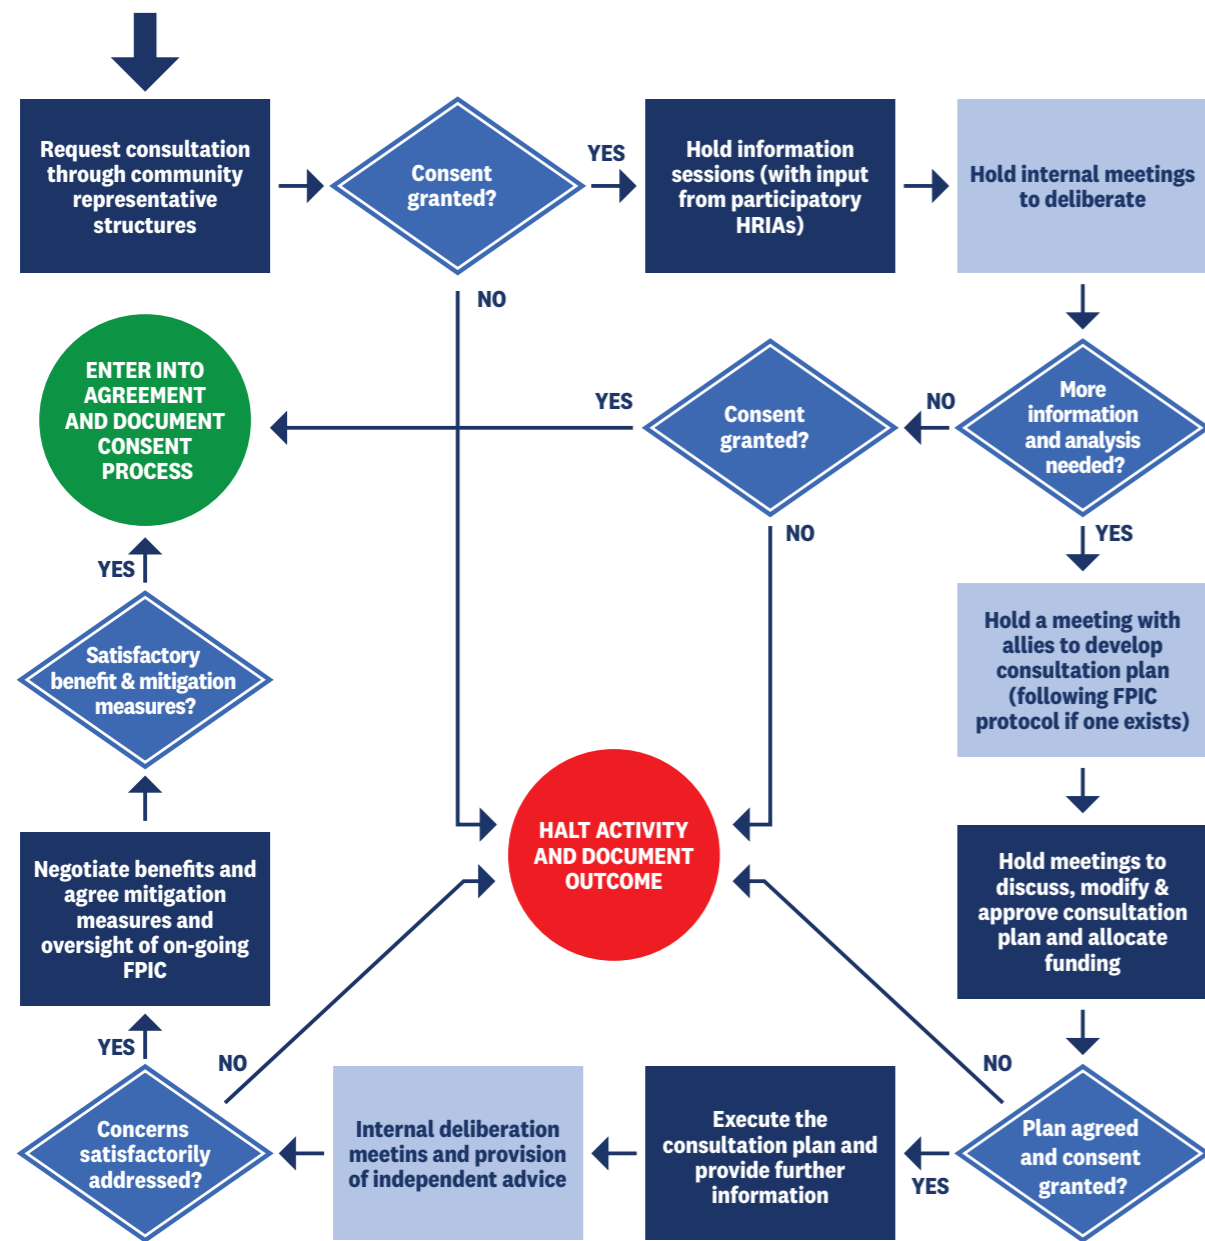 Request consultation
through community
representative
structures
Consent
granted?
YES
Hold information
sessions (with input
from participatory
HRIAs)
Hold internal meetings
to deliberate
NO
ENTER INTO
AGREEMENT
AND DOCUMENT
CONSENT
PROCESS
YES
Consent
granted?
NO
More
information
and analysis
needed?
NO
YES
YES
Satisfactory
benefit & mitigation
measures?
Hold a meeting with
allies to develop
consultation plan
(following FPIC
protocol if one exists)
HALT ACTIVITY
AND DOCUMENT
OUTCOME
Negotiate benefits and
agree mitigation
measures and
oversight of on-going
FPIC
Hold meetings to
discuss, modify &
approve consultation
plan and allocate
funding
YES
NO
NO
Concerns
satisfactorily
addressed?
Internal deliberation
meetins and provision
of independent advice
Execute the
consultation plan and
provide further
information
YES
Plan agreed
and consent
granted?